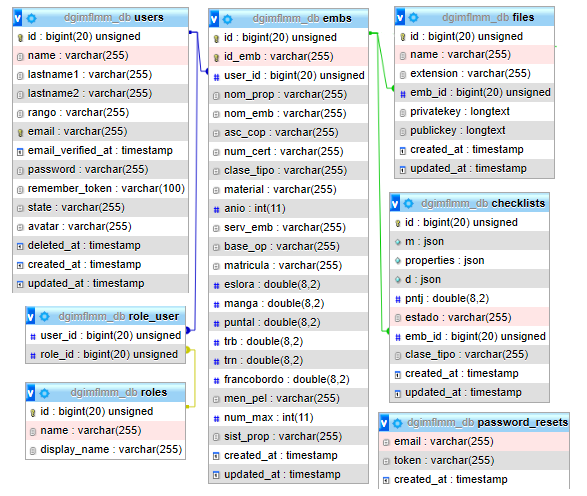 dgimflmm_db users
id : bigint(20) unsigned
name : varchar(255)
lastname1 : varchar(255)
lastname2 : varchar(255)
rango : varchar(255)
email : varchar(255)
email_verified_at : timestamp
password : varchar(255)
remember_token : varchar(100)
state : varchar(255)
avatar : varchar(255)
deleted_at : timestamp
created_at : timestamp
updated_at : timestamp
dgimflmm_db role_user
user_id : bigint(20) unsigned
role_id : bigint(20) unsigned
dgimflmm_db roles
id : bigint(20) unsigned
name : varchar(255)
display_name : varchar(255)
dgimflmm_db embs
id : bigint(20) unsigned
id_emb : varchar(255)
user_id : bigint(20) unsigned
nom_prop : varchar(255)
nom_emb : varchar(255)
asc_cop : varchar(255)
num_cert : varchar(255)
clase_tipo : varchar(255)
material : varchar(255)
anio : int(11)
serv_emb : varchar(255)
base_op : varchar(255)
matricula : varchar(255)
eslora : double(8,2)
manga : double(8,2)
puntal : double(8,2)
trb : double(8,2)
trn : double(8,2)
francobordo : double(8,2)
men_pel : varchar(255)
num_max : int(11)
sist_prop : varchar(255)
created_at : timestamp
updated_at : timestamp
dgimflmm_db files
id : bigint(20) unsigned
name : varchar(255)
extension : varchar(255)
emb_id : bigint(20) unsigned
privatekey : longtext
publickey : longtext
created_at : timestamp
updated_at : timestamp
dgimflmm_db checklists
id : bigint(20) unsigned
m : json
properties : json
d : json
pntj : double(8,2)
estado : varchar(255)
emb_id : bigint(20) unsigned
clase_tipo : varchar(255)
created_at : timestamp
updated_at : timestamp
dgimflmm_db password_resets
email : varchar(255)
token : varchar(255)
created_at : timestamp